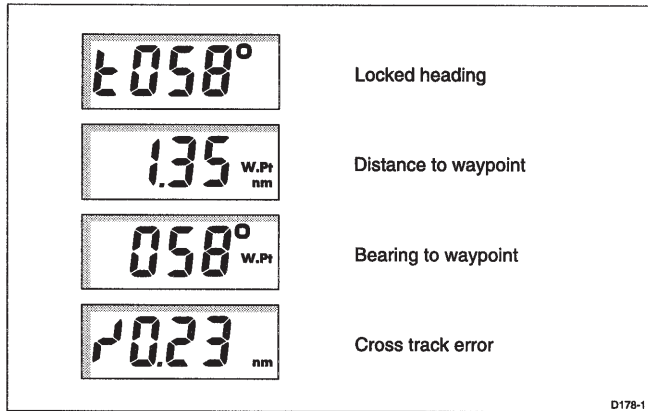 t058° Locked heading
1.35 W.Pt nm Distance to waypoint
058° W.Pt Bearing to waypoint
0.23 nm Cross track error
D178-1